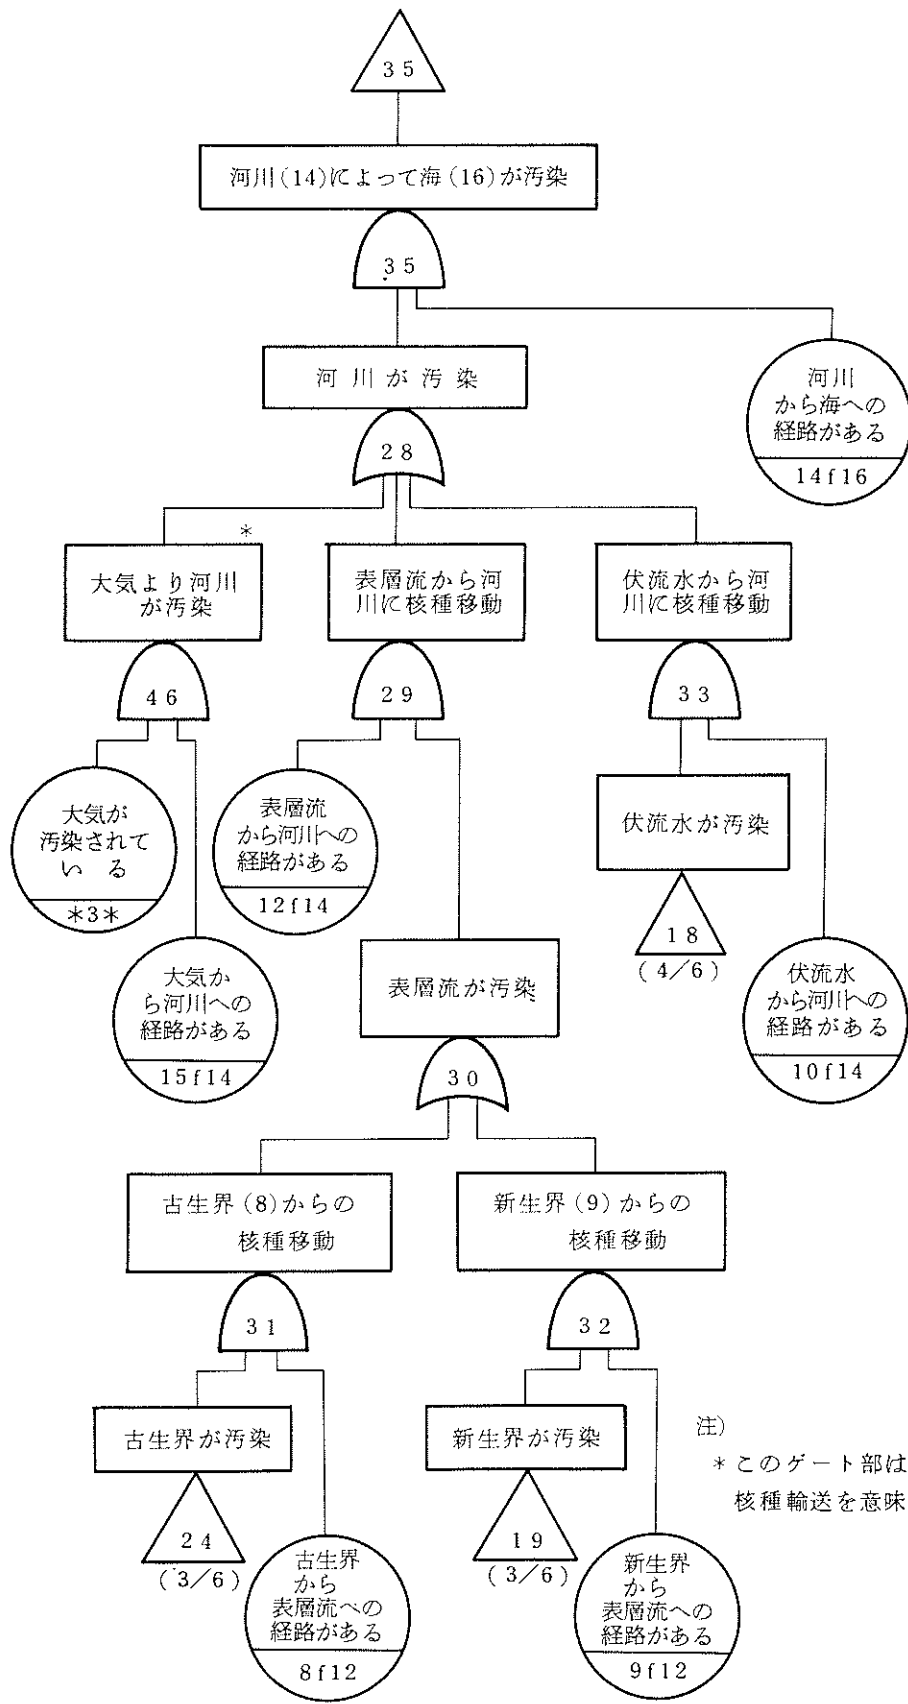 35
河川(14)によって海(16)が汚染
35
河川が汚染
河川
から海への
経路がある
14f16
28
*
大気より河川
が汚染
表層流から河
川に核種移動
伏流水から河
川に核種移動
46
29
33
大気が
汚染されて
いる
*3*
表層流
から河川への
経路がある
12f14
伏流水が汚染
18
(4/6)
大気か
ら河川への
経路がある
15f14
表層流が汚染
伏流水
から河川への
経路がある
10f14
30
古生界(8)からの
核種移動
新生界(9)からの
核種移動
31
32
古生界が汚染
新生界が汚染
注)
*このゲート部は
核種輸送を意味
24
(3/6)
19
(3/6)
古生界
から
表層流への
経路がある
8f12
新生界
から
表層流への
経路がある
9f12